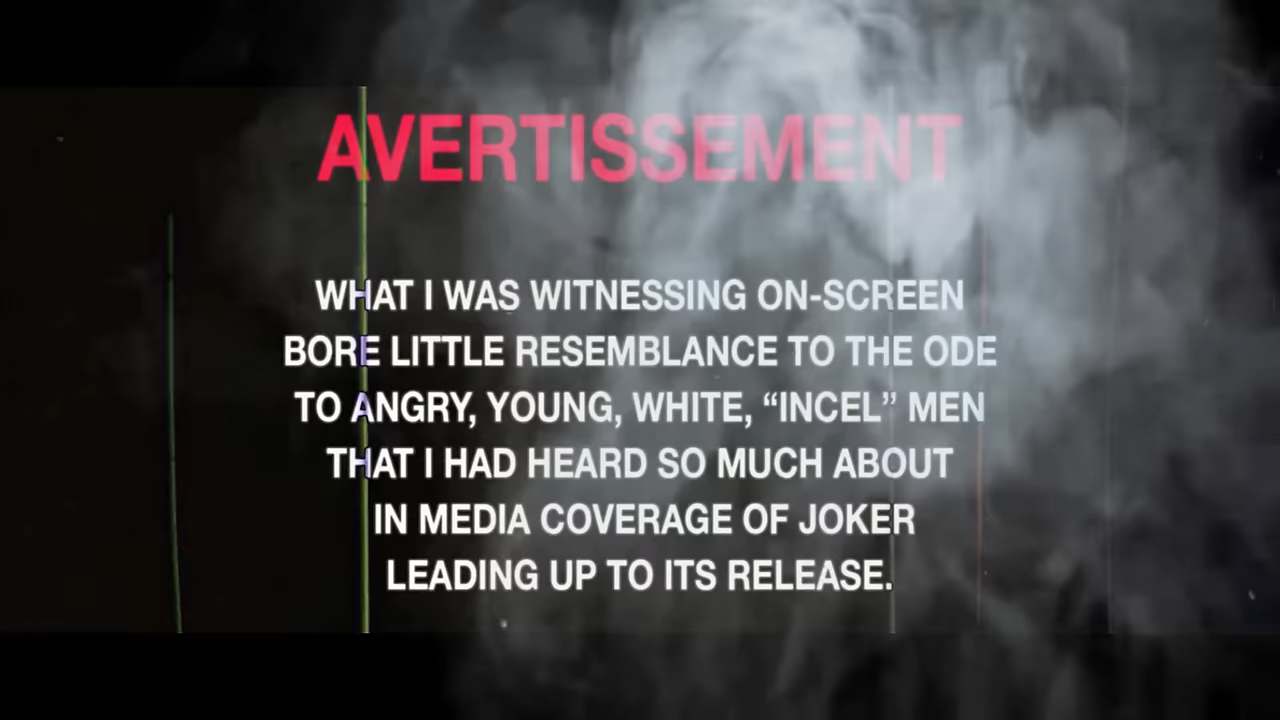 AVERTISSEMENT
WHAT I WAS WITNESSING ON-SCREEN
BORE LITTLE RESEMBLANCE TO THE ODE
TO ANGRY, YOUNG, WHITE, “INCEL” MEN
THAT I HAD HEARD SO MUCH ABOUT
IN MEDIA COVERAGE OF JOKER
LEADING UP TO ITS RELEASE.